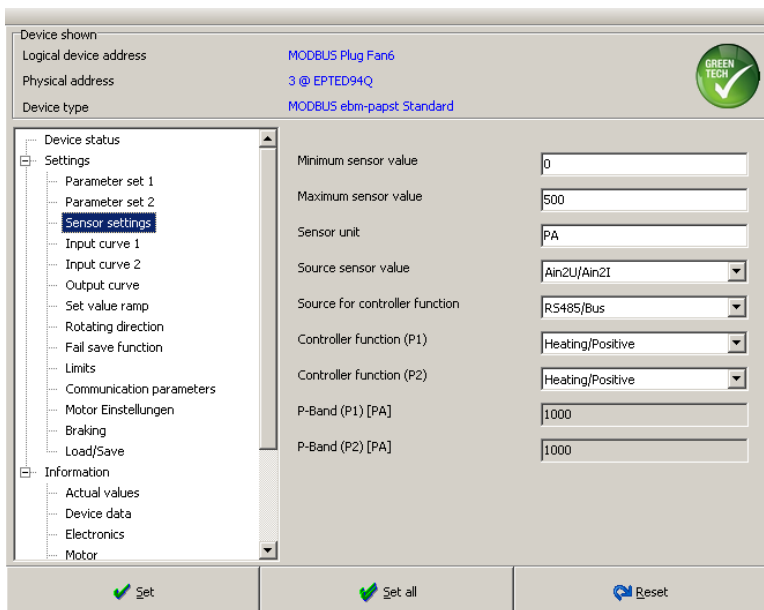 Device shown
Logical device address MODBUS Plug Fan6
Physical address 3 @ EPTED94Q
Device type MODBUS ebm-papst Standard
GREEN
TECH
Device status
Settings
Parameter set 1
Parameter set 2
Sensor settings
Input curve 1
Input curve 2
Output curve
Set value ramp
Rotating direction
Fail save function
Limits
Communication parameters
Motor Einstellungen
Braking
Load/Save
Information
Actual values
Device data
Electronics
Motor
Minimum sensor value 0
Maximum sensor value 500
Sensor unit PA
Source sensor value Ain2U/Ain2I
Source for controller function RS485/Bus
Controller function (P1) Heating/Positive
Controller function (P2) Heating/Positive
P-Band (P1) [PA] 1000
P-Band (P2) [PA] 1000
Set Set all Reset